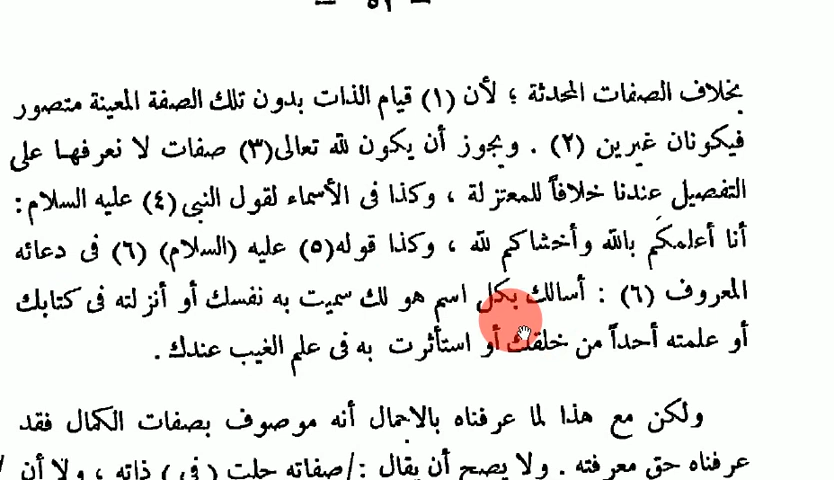 بخلاف الصفات المحدثة ؛ لأن (١) قيام الذات بدون تلك الصفة المعينة متصور
فيكونان غيرين (٢) . ويجوز أن يكون لله تعالى(٣) صفات لا نعرفها على
التفصيل عندنا خلافاً للمعتزلة ، وكذا فى الأسماء لقول النبى (٤) عليه السلام :
أنا أعلمكم بالله وأخشاكم لله ، وكذا قوله(٥) عليه (السلام) (٦) فى دعائه
المعروف (٦) : أسالك بكل اسم هو لك سميت به نفسك أو أنزلته فى كتابك
أو علمته أحداً من خلقك أو استأثرت به فى علم الغيب عندك .
ولكن مع هذا لما عرفناه بالاجمال أنه موصوف بصفات الكمال فقد
عرفناه حق معرفته . ولا يصح أن يقال : /صفاته حلت ( فى ) ذاته ، ولا أن